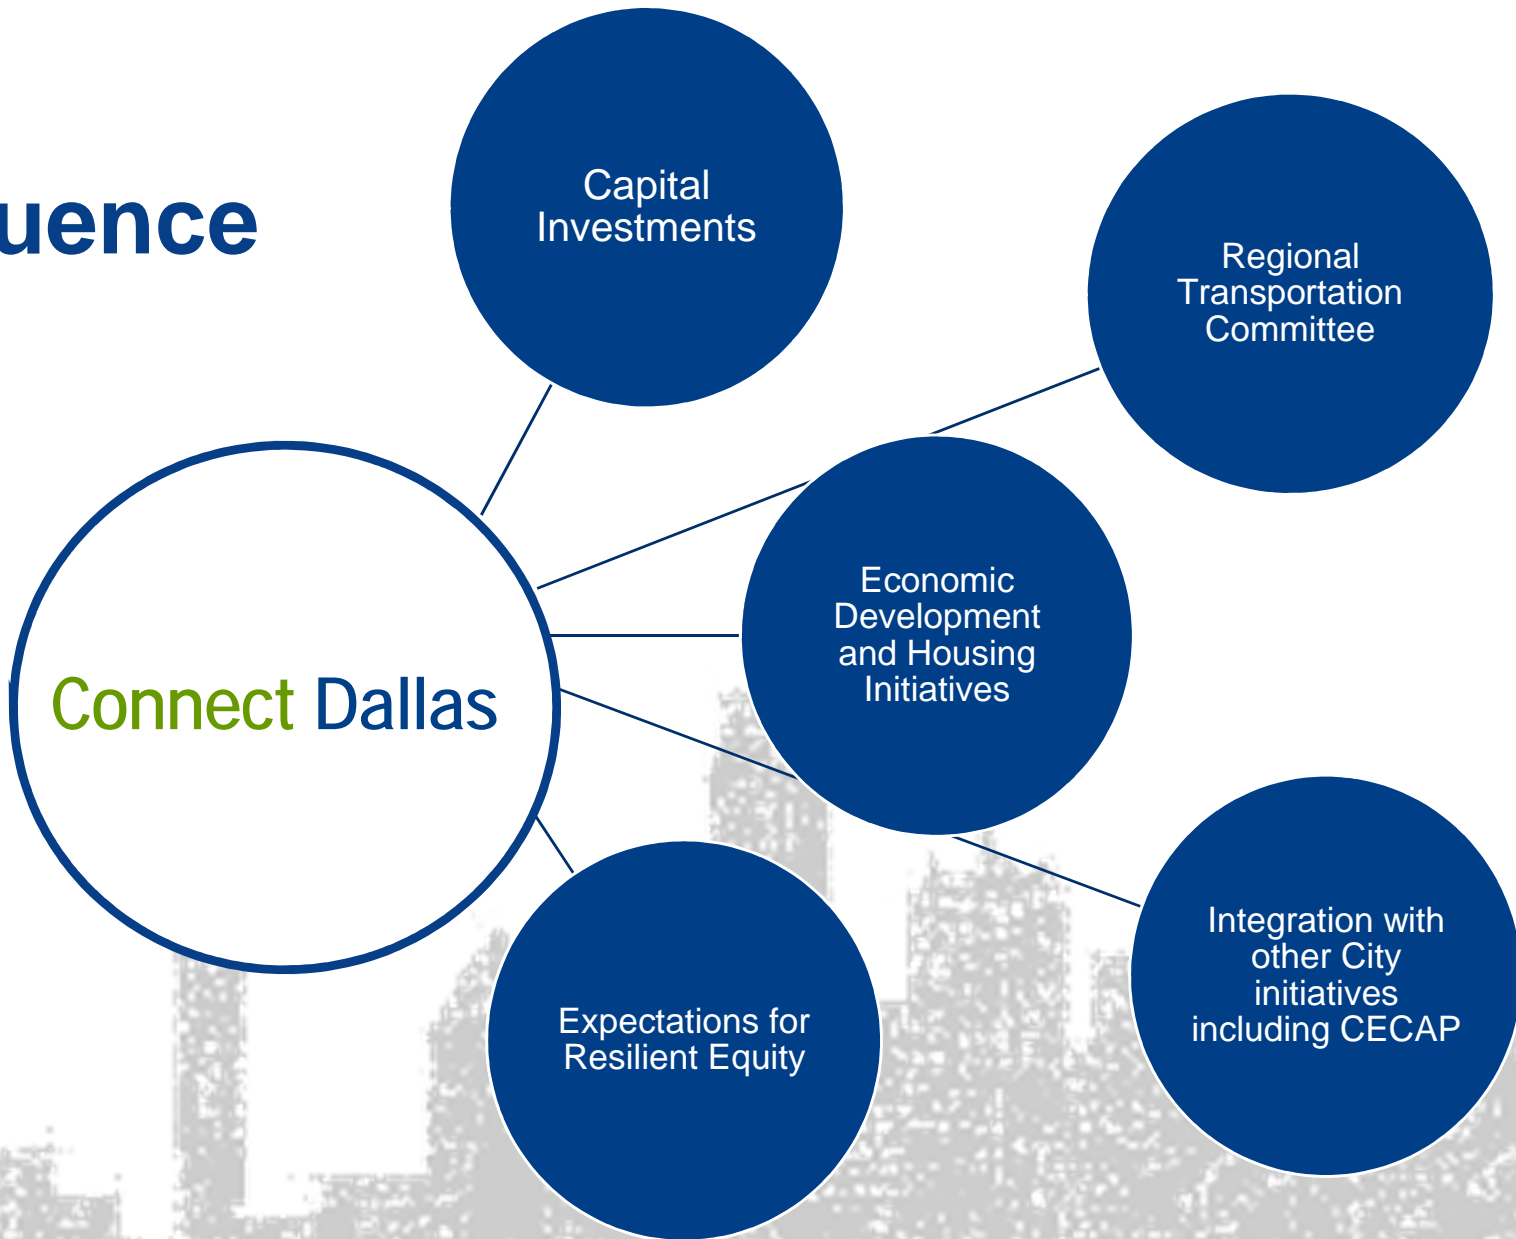 uence
Capital
Investments
Regional
Transportation
Committee
Economic
Development
and Housing
Initiatives
Connect Dallas
Integration with
other City
initiatives
including CECAP
Expectations for
Resilient Equity